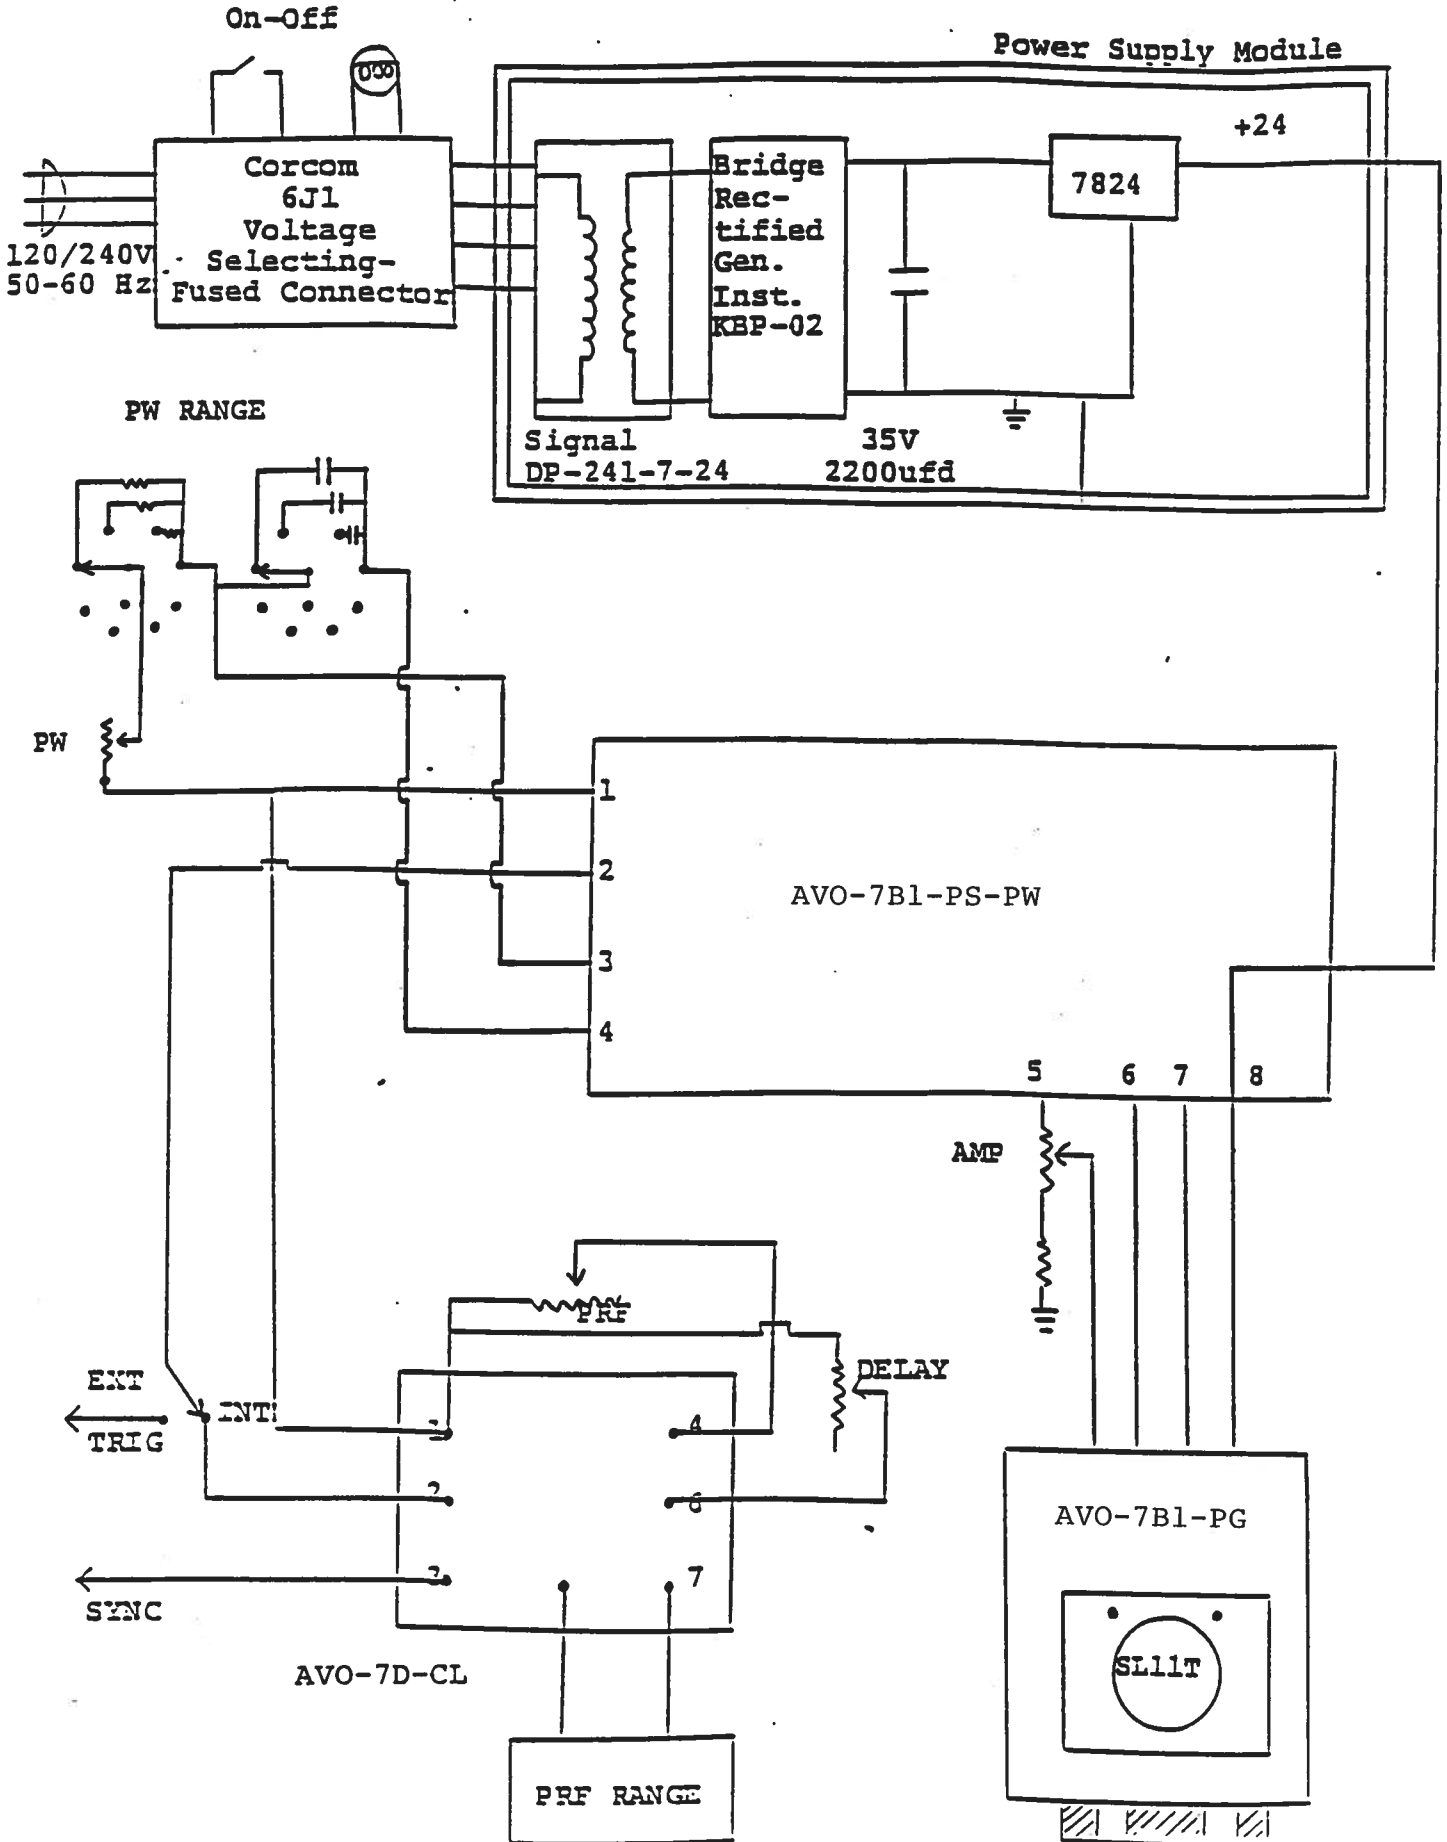 On-Off
Power Supply Module
+24
Corcom
6J1
Voltage
Selecting-
Fused Connector
120/240V
50-60 Hz
Bridge
Rec-
tified
Gen.
Inst.
KBP-02
7824
Signal
DP-241-7-24
35V
2200ufd
PW RANGE
PW
1
2
3
4
AVO-7B1-PS-PW
5 6 7 8
AMP
PRF
DELAY
EXT
TRIG
INT
1
4
2
6
3
7
SYNC
AVO-7D-CL
PRF RANGE
AVO-7B1-PG
SL11T